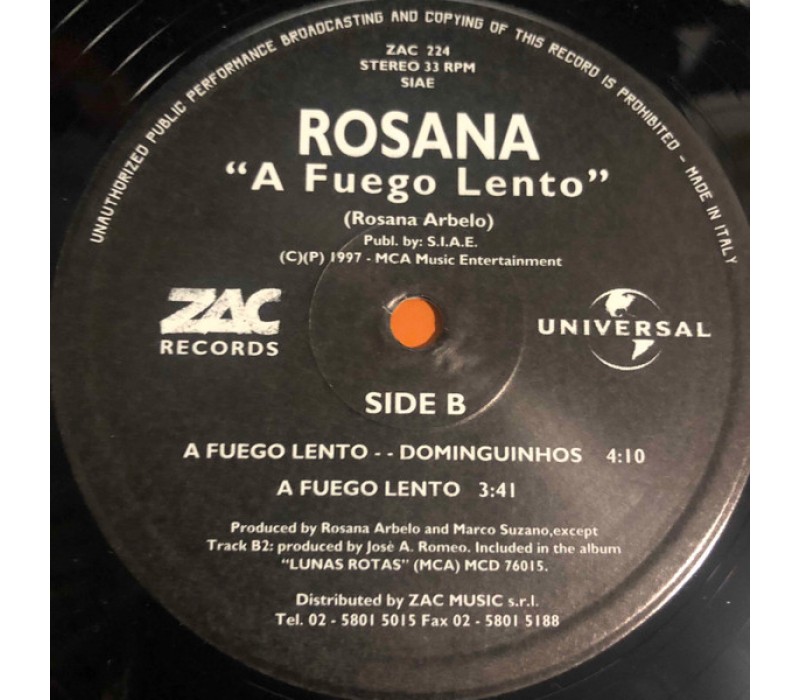 UNAUTHORIZED PUBLIC PERFORMANCE BROADCASTING AND COPYING OF THIS RECORD IS PROHIBITED - MADE IN ITALY
ZAC 224
STEREO 33 RPM
SIAE
ROSANA
“A Fuego Lento”
(Rosana Arbelo)
Publ. by: S.I.A.E.
(C)(P) 1997 - MCA Music Entertainment
ZAC
RECORDS
UNIVERSAL
SIDE B
A FUEGO LENTO - - DOMINGUINHOS 4:10
A FUEGO LENTO 3:41
Produced by Rosana Arbelo and Marco Suzano,except
Track B2: produced by Josè A. Romeo. Included in the album
“LUNAS ROTAS” (MCA) MCD 76015.
Distributed by ZAC MUSIC s.r.l.
Tel. 02 - 5801 5015 Fax 02 - 5801 5188